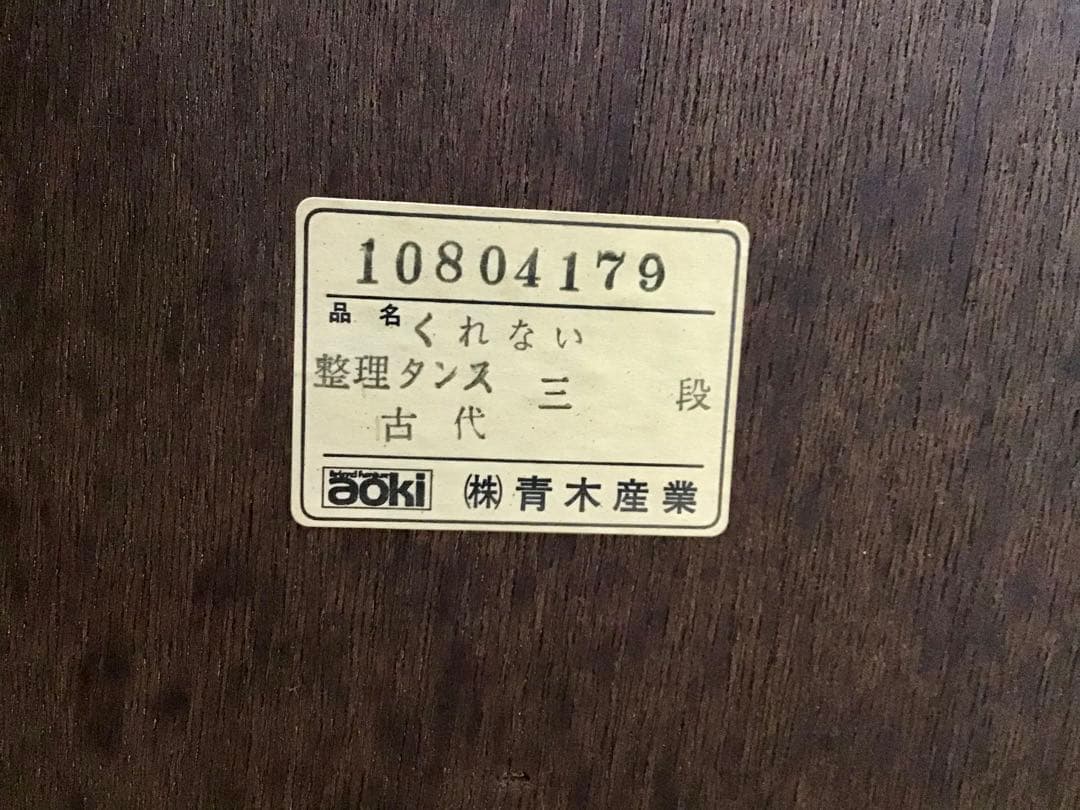 10804179
品名 くれない
整理タンス 三 段
古代
aoki ㈱青木産業